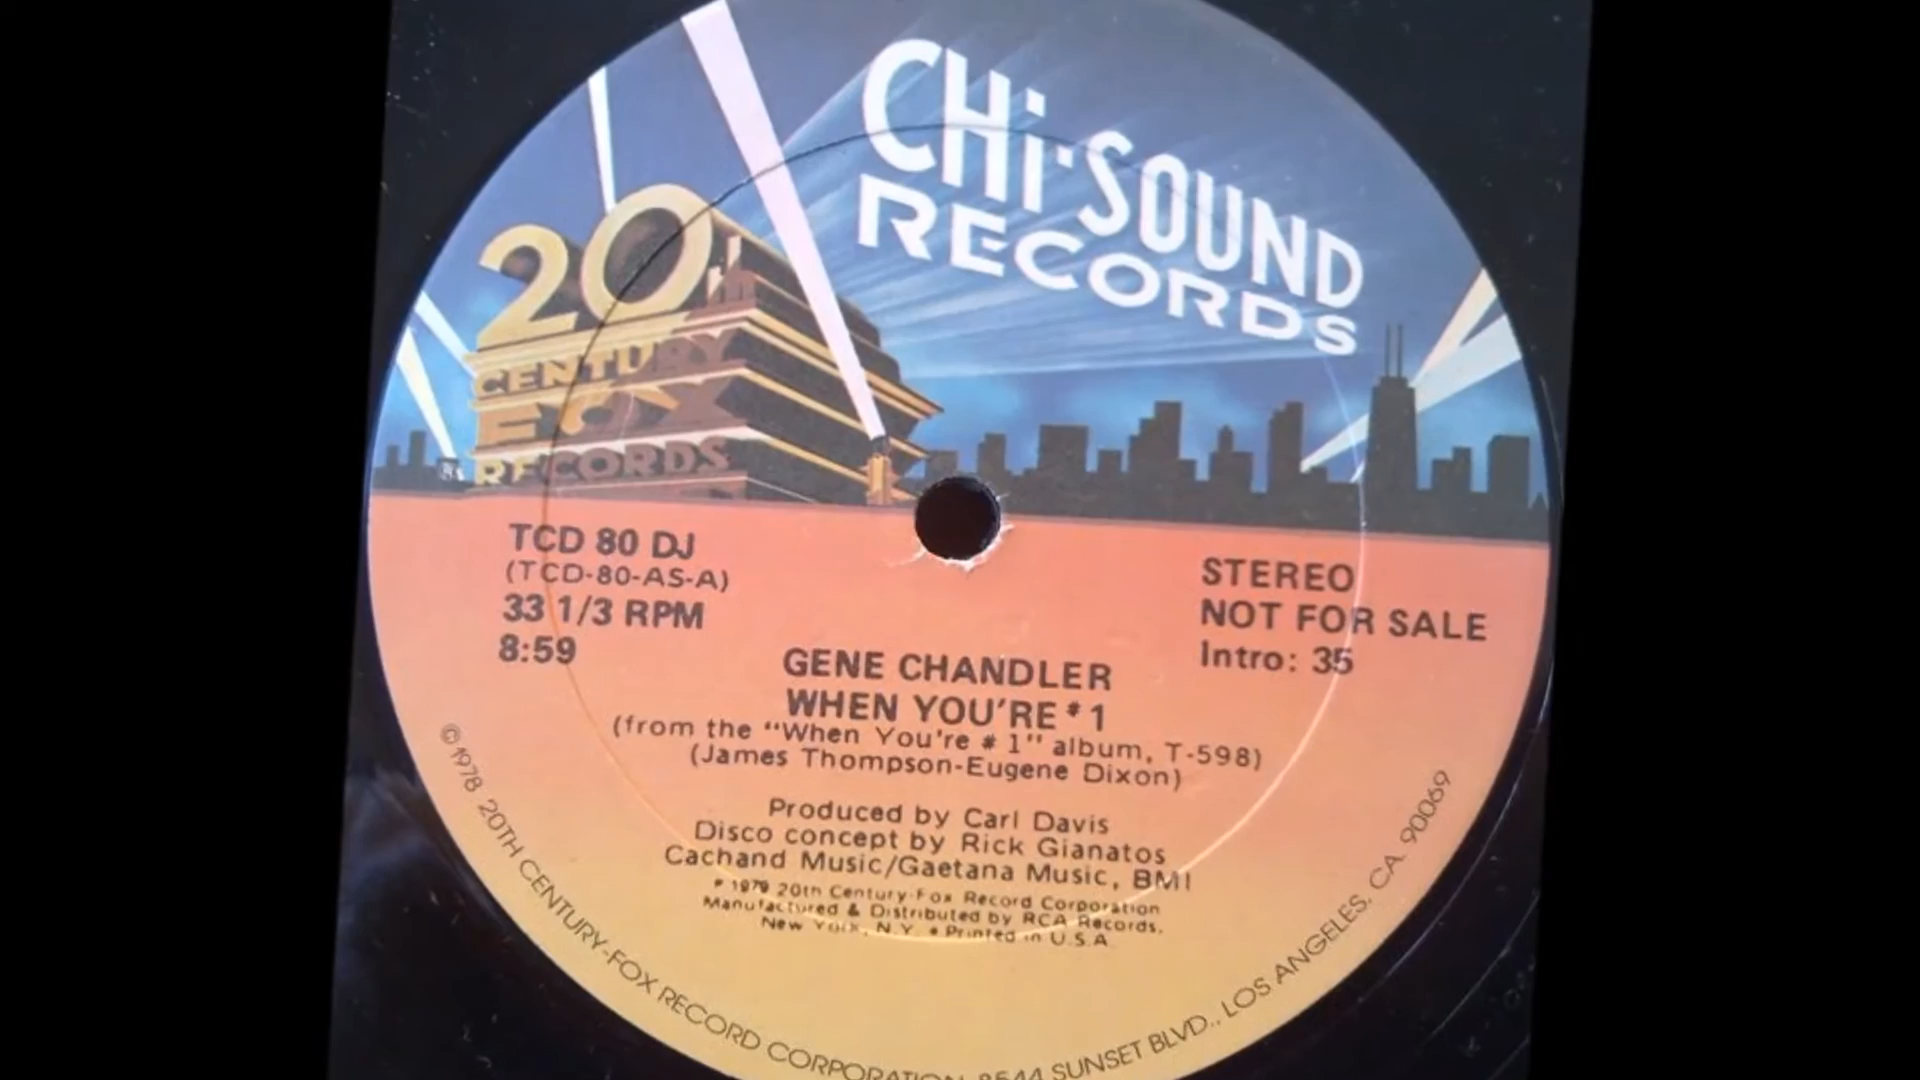 CHi-SOUND
RECORDS
20th
CENTURY
FOX
RECORDS
TCD 80 DJ
(TCD-80-AS-A)
33 1/3 RPM
8:59
STEREO
NOT FOR SALE
Intro: 35
GENE CHANDLER
WHEN YOU'RE #1
(from the "When You're # 1" album, T-598)
(James Thompson-Eugene Dixon)
Produced by Carl Davis
Disco concept by Rick Gianatos
Cachand Music/Gaetana Music, BMI
℗ 1979 20th Century-Fox Record Corporation
Manufactured & Distributed by RCA Records,
New York, N.Y. • Printed in U.S.A.
© 1978 20TH CENTURY-FOX RECORD CORPORATION, 8544 SUNSET BLVD., LOS ANGELES, CA. 90069